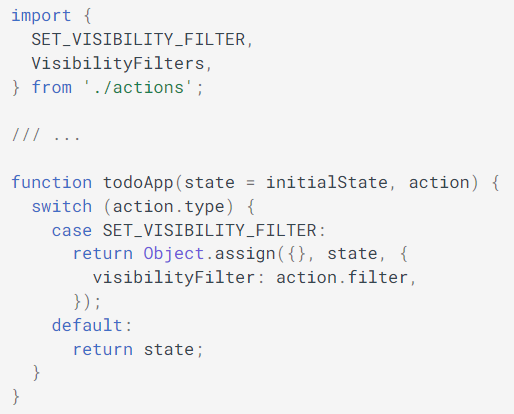 import {
  SET_VISIBILITY_FILTER,
  VisibilityFilters,
} from './actions';
/// ...
function todoApp(state = initialState, action) {
  switch (action.type) {
    case SET_VISIBILITY_FILTER:
      return Object.assign({}, state, {
        visibilityFilter: action.filter,
      });
    default:
      return state;
  }
}